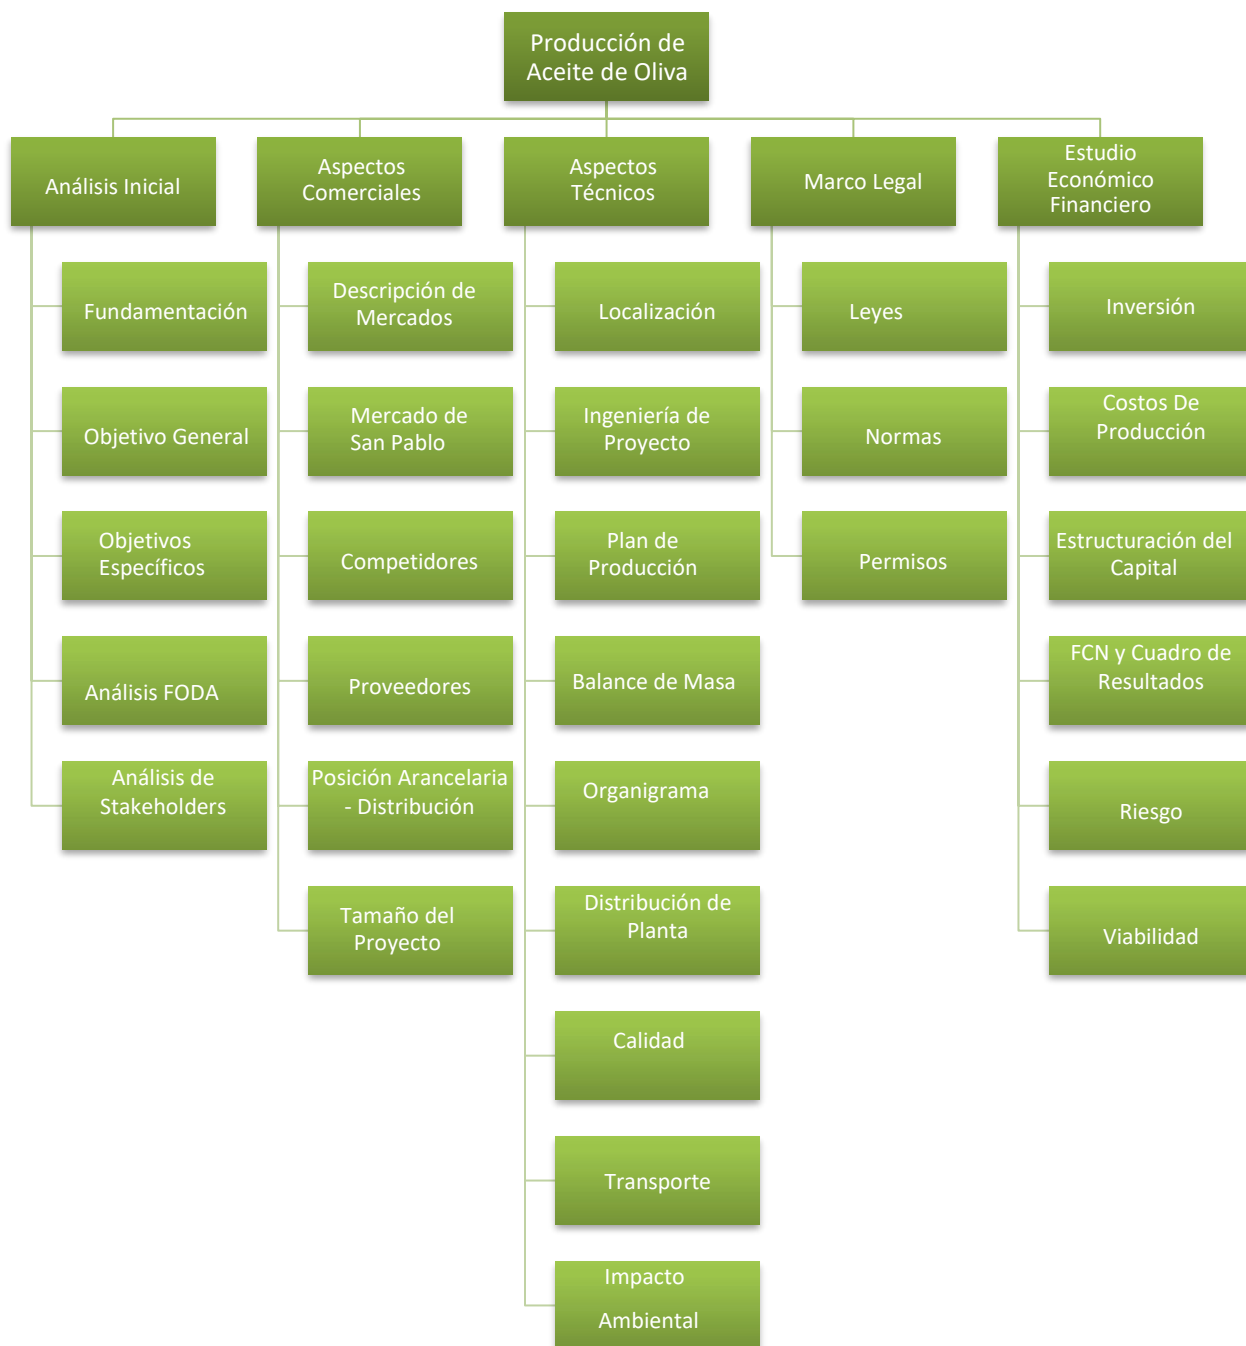 Producción de
Aceite de Oliva
Análisis Inicial
Aspectos
Comerciales
Aspectos
Técnicos
Marco Legal
Estudio
Económico
Financiero
Fundamentación
Objetivo General
Objetivos
Específicos
Análisis FODA
Análisis de
Stakeholders
Descripción de
Mercados
Mercado de
San Pablo
Competidores
Proveedores
Posición Arancelaria
- Distribución
Tamaño del
Proyecto
Localización
Ingeniería de
Proyecto
Plan de
Producción
Balance de Masa
Organigrama
Distribución de
Planta
Calidad
Transporte
Impacto
Ambiental
Leyes
Normas
Permisos
Inversión
Costos De
Producción
Estructuración del
Capital
FCN y Cuadro de
Resultados
Riesgo
Viabilidad